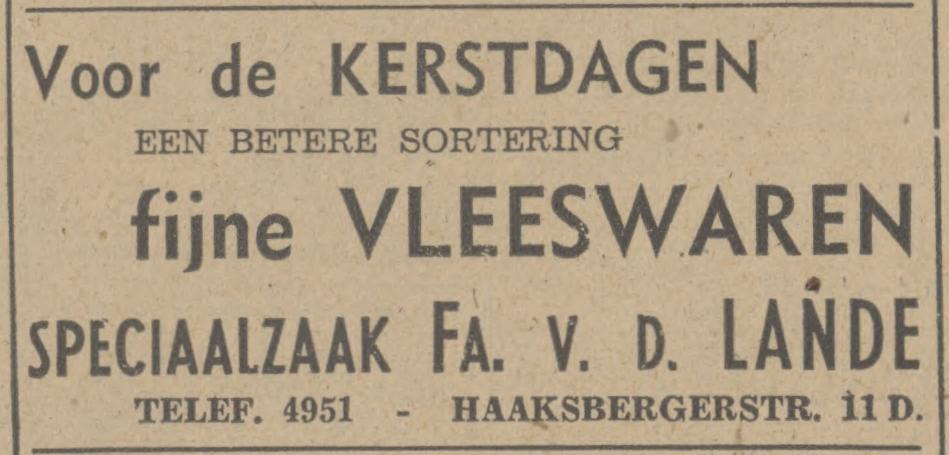 Voor de KERSTDAGEN
EEN BETERE SORTERING
fijne VLEESWAREN
SPECIAALZAAK FA. V. D. LANDE
TELEF. 4951 - HAAKSBERGERSTR. 11 D.